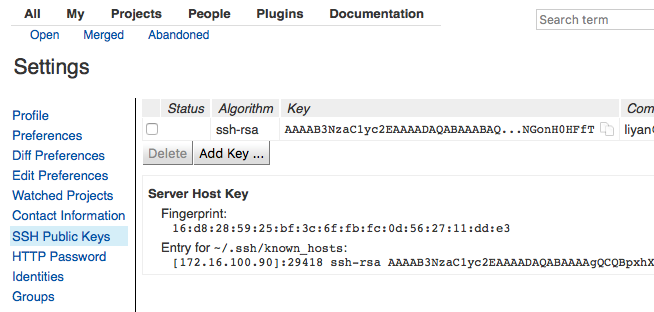 All My Projects People Plugins Documentation
Open Merged Abandoned
Search term
Settings
Profile
Preferences
Diff Preferences
Edit Preferences
Watched Projects
Contact Information
SSH Public Keys
HTTP Password
Identities
Groups
Status Algorithm Key Com
ssh-rsa AAAAB3NzaC1yc2EAAAADAQABAAABAQ...NGonH0HFfT liyan
Delete Add Key ...
Server Host Key
Fingerprint:
16:d8:28:59:25:bf:3c:6f:fb:fc:0d:56:27:11:dd:e3
Entry for ~/.ssh/known_hosts:
[172.16.100.90]:29418 ssh-rsa AAAAB3NzaC1yc2EAAAADAQABAAAAgQCQBpxhX